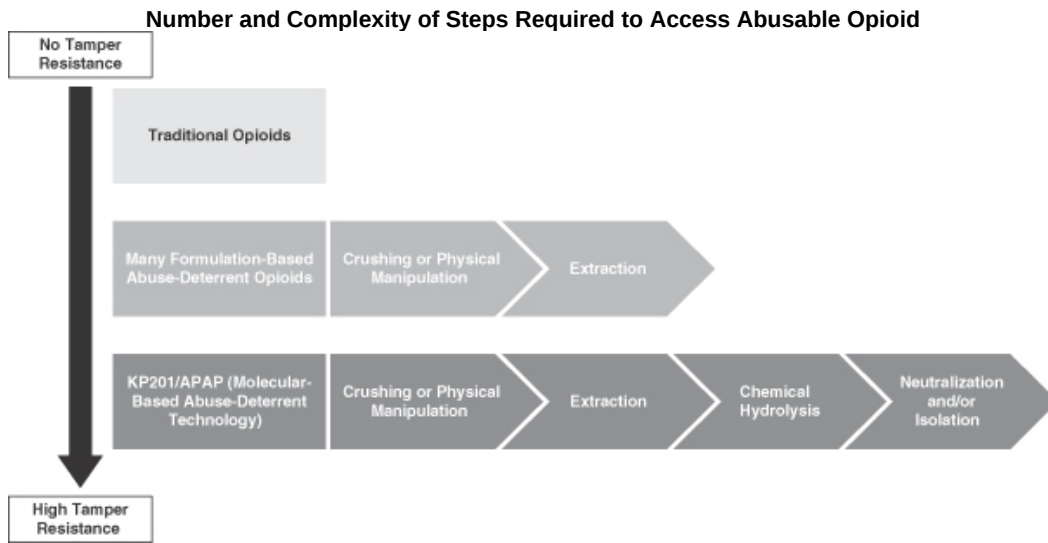 Number and Complexity of Steps Required to Access Abusable Opioid
No Tamper
Resistance
Traditional Opioids
Many Formulation-Based
Abuse-Deterrent Opioids
Crushing or Physical
Manipulation
Extraction
KP201/APAP (Molecular-
Based Abuse-Deterrent
Technology)
Crushing or Physical
Manipulation
Extraction
Chemical
Hydrolysis
Neutralization
and/or
Isolation
High Tamper
Resistance